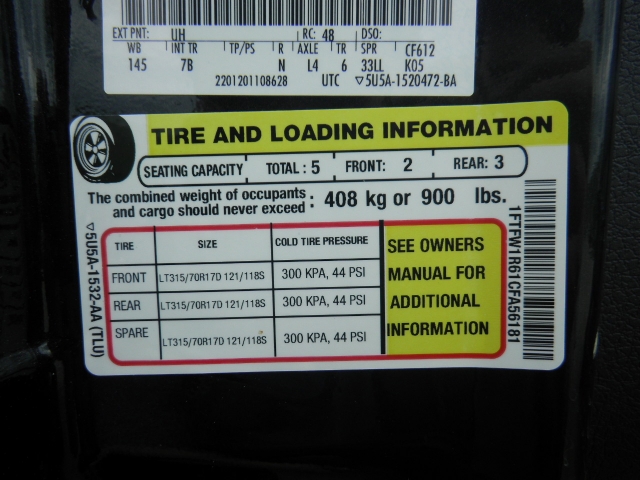 EXT PNT: UH RC: 48 DSO:
WB INT TR TP/PS R AXLE TR SPR CF612
145 7B N L4 6 33LL K05
2201201108628 UTC ▽5U5A-1520472-BA
TIRE AND LOADING INFORMATION
SEATING CAPACITY TOTAL : 5 FRONT: 2 REAR: 3
The combined weight of occupants
and cargo should never exceed : 408 kg or 900 lbs.
TIRE SIZE COLD TIRE PRESSURE
FRONT LT315/70R17D 121/118S 300 KPA, 44 PSI
REAR LT315/70R17D 121/118S 300 KPA, 44 PSI
SPARE LT315/70R17D 121/118S 300 KPA, 44 PSI
SEE OWNERS
MANUAL FOR
ADDITIONAL
INFORMATION
▽5U5A-1532-AA (TLU)
1FTFW1R61CFA56181